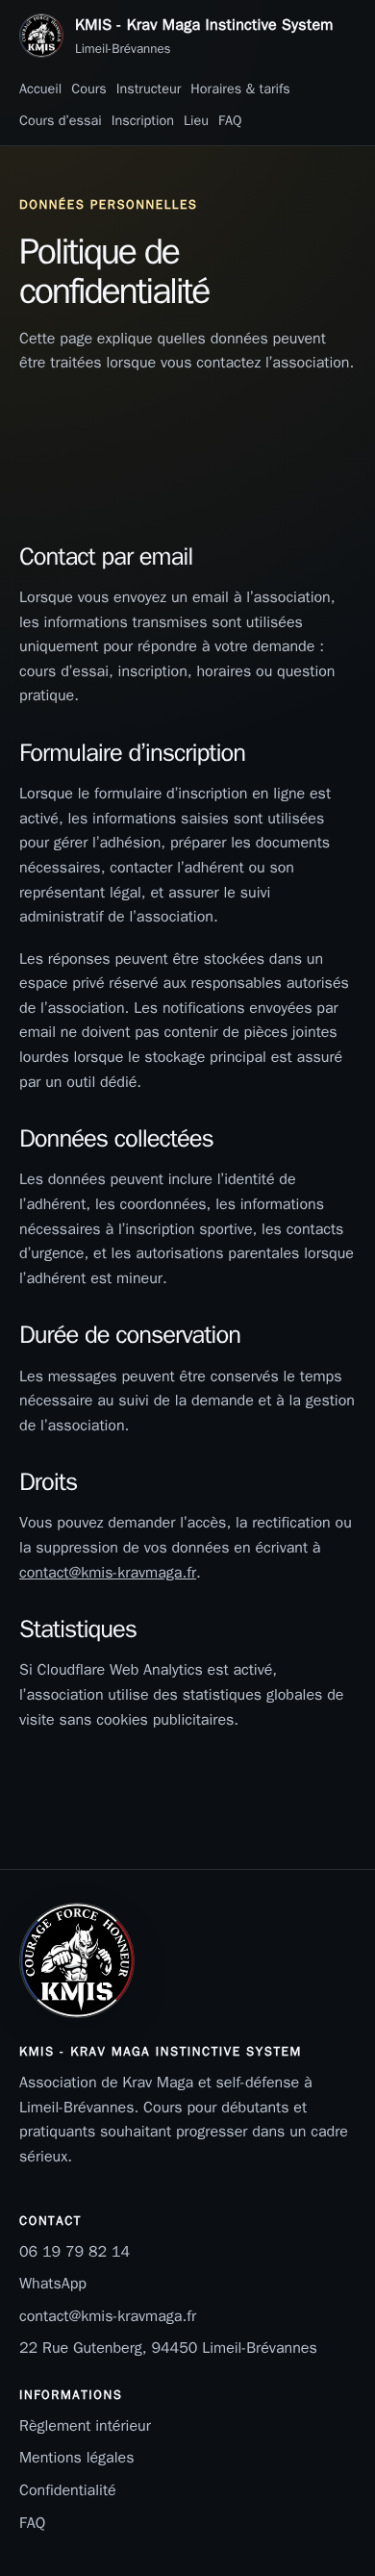 COURAGE FORCE HONNEUR
KMIS
KMIS - Krav Maga Instinctive System
Limeil-Brévannes
Accueil Cours Instructeur Horaires & tarifs
Cours d'essai Inscription Lieu FAQ
DONNÉES PERSONNELLES
Politique de
confidentialité
Cette page explique quelles données peuvent
être traitées lorsque vous contactez l'association.
Contact par email
Lorsque vous envoyez un email à l'association,
les informations transmises sont utilisées
uniquement pour répondre à votre demande :
cours d'essai, inscription, horaires ou question
pratique.
Formulaire d'inscription
Lorsque le formulaire d'inscription en ligne est
activé, les informations saisies sont utilisées
pour gérer l'adhésion, préparer les documents
nécessaires, contacter l'adhérent ou son
représentant légal, et assurer le suivi
administratif de l'association.
Les réponses peuvent être stockées dans un
espace privé réservé aux responsables autorisés
de l'association. Les notifications envoyées par
email ne doivent pas contenir de pièces jointes
lourdes lorsque le stockage principal est assuré
par un outil dédié.
Données collectées
Les données peuvent inclure l'identité de
l'adhérent, les coordonnées, les informations
nécessaires à l'inscription sportive, les contacts
d'urgence, et les autorisations parentales lorsque
l'adhérent est mineur.
Durée de conservation
Les messages peuvent être conservés le temps
nécessaire au suivi de la demande et à la gestion
de l'association.
Droits
Vous pouvez demander l'accès, la rectification ou
la suppression de vos données en écrivant à
contact@kmis-kravmaga.fr.
Statistiques
Si Cloudflare Web Analytics est activé,
l'association utilise des statistiques globales de
visite sans cookies publicitaires.
COURAGE FORCE HONNEUR
KMIS
KMIS - KRAV MAGA INSTINCTIVE SYSTEM
Association de Krav Maga et self-défense à
Limeil-Brévannes. Cours pour débutants et
pratiquants souhaitant progresser dans un cadre
sérieux.
CONTACT
06 19 79 82 14
WhatsApp
contact@kmis-kravmaga.fr
22 Rue Gutenberg, 94450 Limeil-Brévannes
INFORMATIONS
Règlement intérieur
Mentions légales
Confidentialité
FAQ